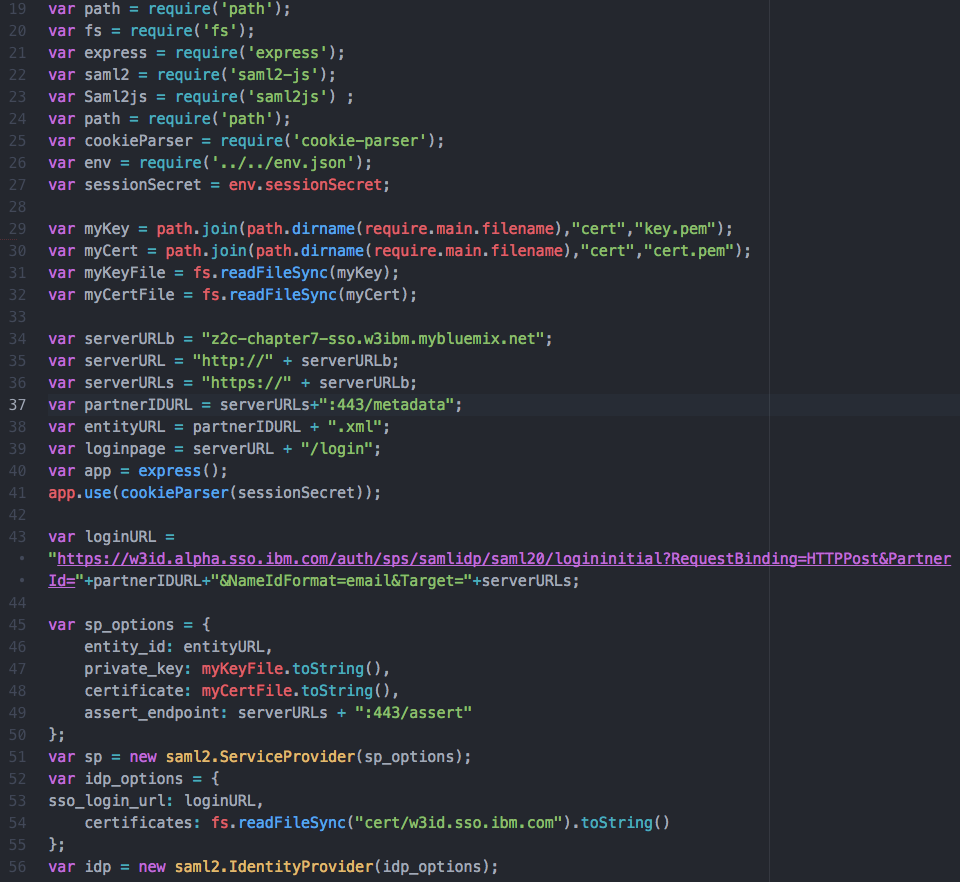 19 var path = require('path');
20 var fs = require('fs');
21 var express = require('express');
22 var saml2 = require('saml2-js');
23 var Saml2js = require('saml2js') ;
24 var path = require('path');
25 var cookieParser = require('cookie-parser');
26 var env = require('../../env.json');
27 var sessionSecret = env.sessionSecret;
28
29 var myKey = path.join(path.dirname(require.main.filename),"cert","key.pem");
30 var myCert = path.join(path.dirname(require.main.filename),"cert","cert.pem");
31 var myKeyFile = fs.readFileSync(myKey);
32 var myCertFile = fs.readFileSync(myCert);
33
34 var serverURLb = "z2c-chapter7-sso.w3ibm.mybluemix.net";
35 var serverURL = "http://" + serverURLb;
36 var serverURLs = "https://" + serverURLb;
37 var partnerIDURL = serverURLs+":443/metadata";
38 var entityURL = partnerIDURL + ".xml";
39 var loginpage = serverURL + "/login";
40 var app = express();
41 app.use(cookieParser(sessionSecret));
42
43 var loginURL =
• "https://w3id.alpha.sso.ibm.com/auth/sps/samlidp/saml20/logininitial?RequestBinding=HTTPPost&Partner
• Id="+partnerIDURL+"&NameIdFormat=email&Target="+serverURLs;
44
45 var sp_options = {
46     entity_id: entityURL,
47     private_key: myKeyFile.toString(),
48     certificate: myCertFile.toString(),
49     assert_endpoint: serverURLs + ":443/assert"
50 };
51 var sp = new saml2.ServiceProvider(sp_options);
52 var idp_options = {
53 sso_login_url: loginURL,
54     certificates: fs.readFileSync("cert/w3id.sso.ibm.com").toString()
55 };
56 var idp = new saml2.IdentityProvider(idp_options);